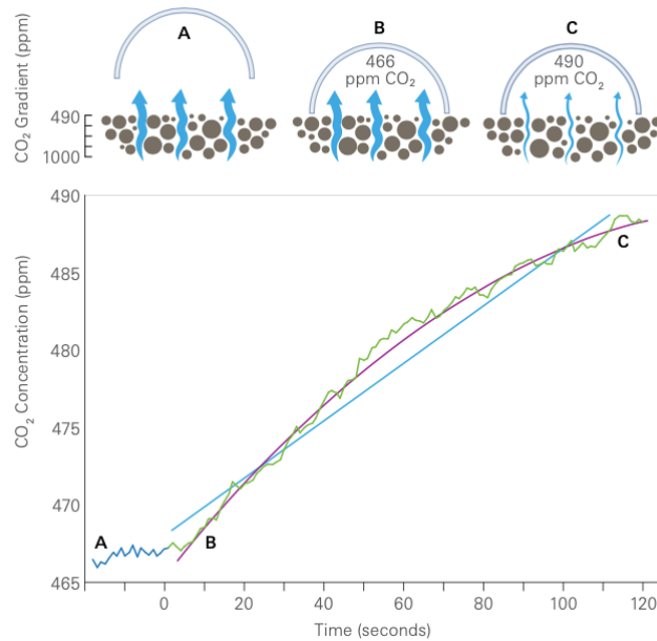 A
B
C
466
ppm CO₂
490
ppm CO₂
CO₂ Gradient (ppm)
490
1000
CO₂ Concentration (ppm)
490
485
480
475
470
465
A
B
C
0
20
40
60
80
100
120
Time (seconds)